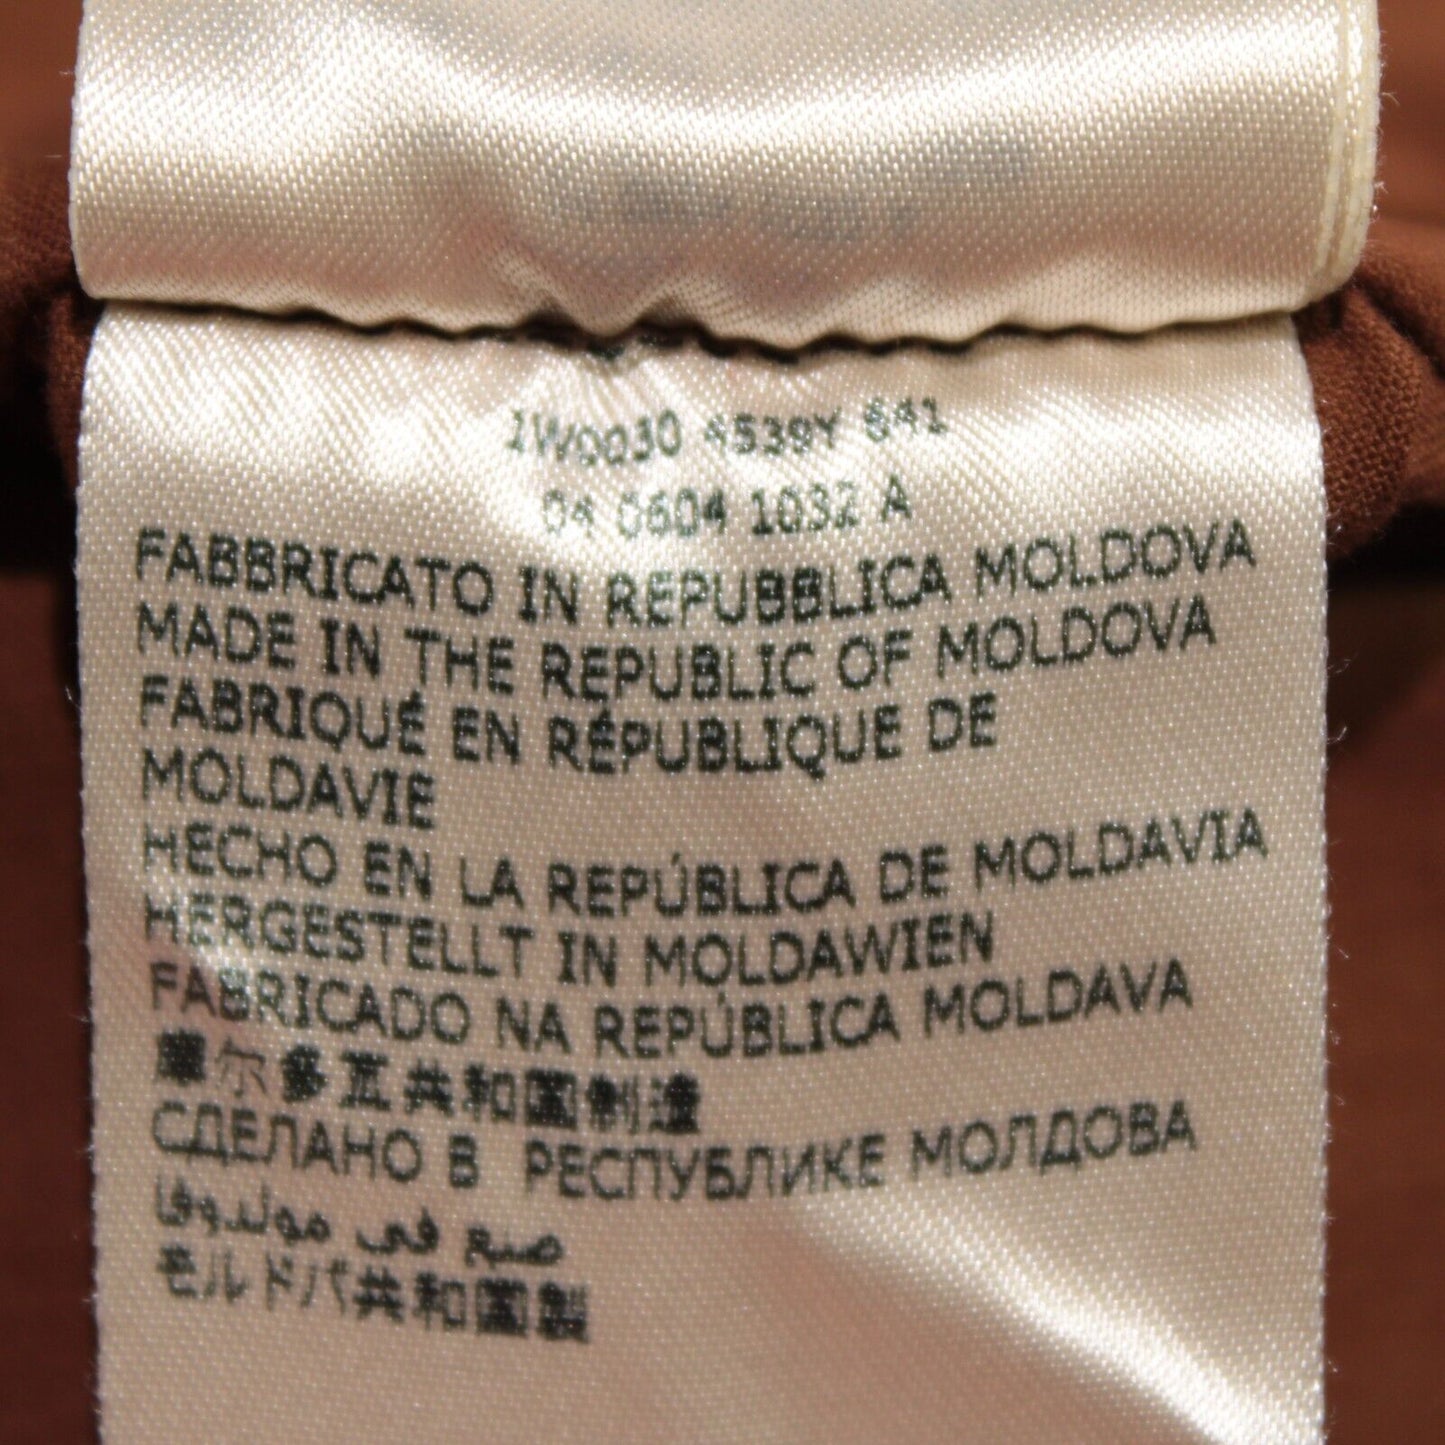 1W0030 4539Y 641
04 0604 1032 A
FABBRICATO IN REPUBBLICA MOLDOVA
MADE IN THE REPUBLIC OF MOLDOVA
FABRIQUÉ EN RÉPUBLIQUE DE
MOLDAVIE
HECHO EN LA REPÚBLICA DE MOLDAVIA
HERGESTELLT IN MOLDAWIEN
FABRICADO NA REPÚBLICA MOLDAVA
摩尔多瓦共和国制造
СДЕЛАНО В РЕСПУБЛИКЕ МОЛДОВА
صنع في مولدوفا
モルドバ共和国製